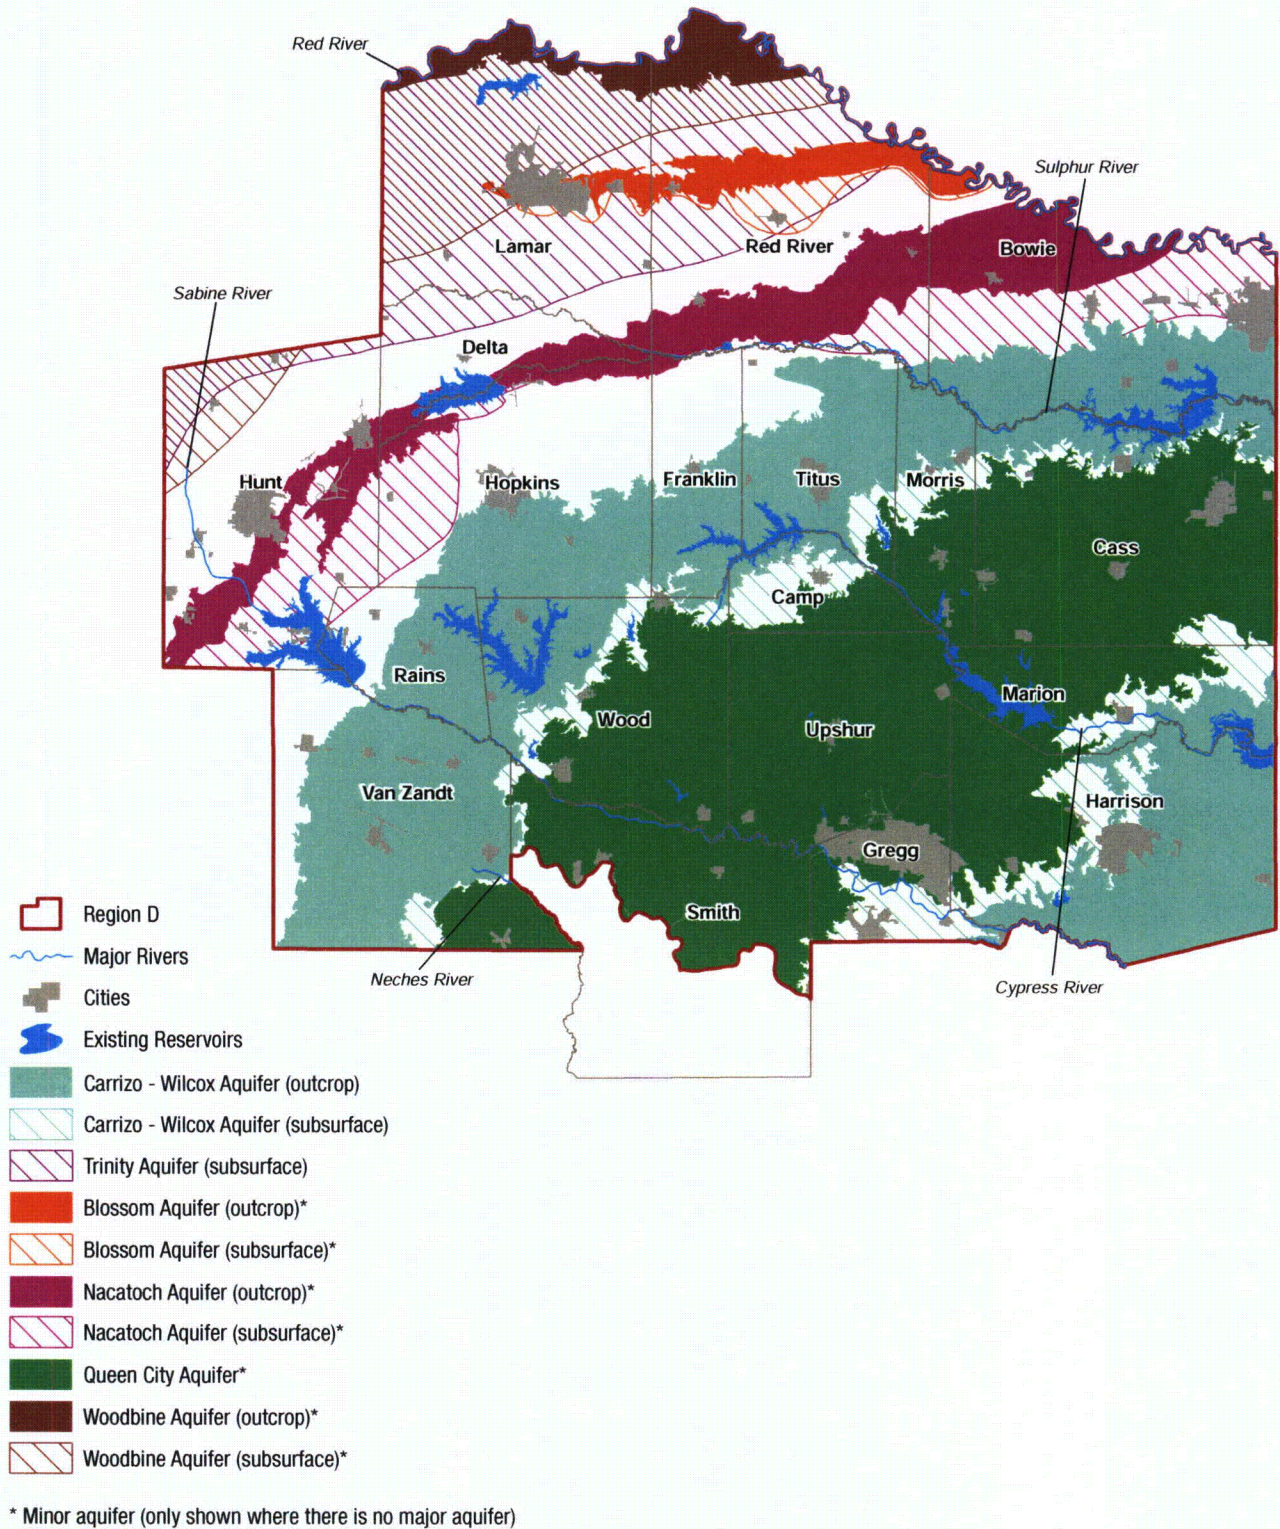 Red River
Sulphur River
Lamar
Red River
Bowie
Sabine River
Delta
Hunt
Hopkins
Franklin
Titus
Morris
Cass
Camp
Rains
Marion
Wood
Upshur
Van Zandt
Harrison
Gregg
Smith
Neches River
Cypress River
Region D
Major Rivers
Cities
Existing Reservoirs
Carrizo - Wilcox Aquifer (outcrop)
Carrizo - Wilcox Aquifer (subsurface)
Trinity Aquifer (subsurface)
Blossom Aquifer (outcrop)*
Blossom Aquifer (subsurface)*
Nacatoch Aquifer (outcrop)*
Nacatoch Aquifer (subsurface)*
Queen City Aquifer*
Woodbine Aquifer (outcrop)*
Woodbine Aquifer (subsurface)*
* Minor aquifer (only shown where there is no major aquifer)